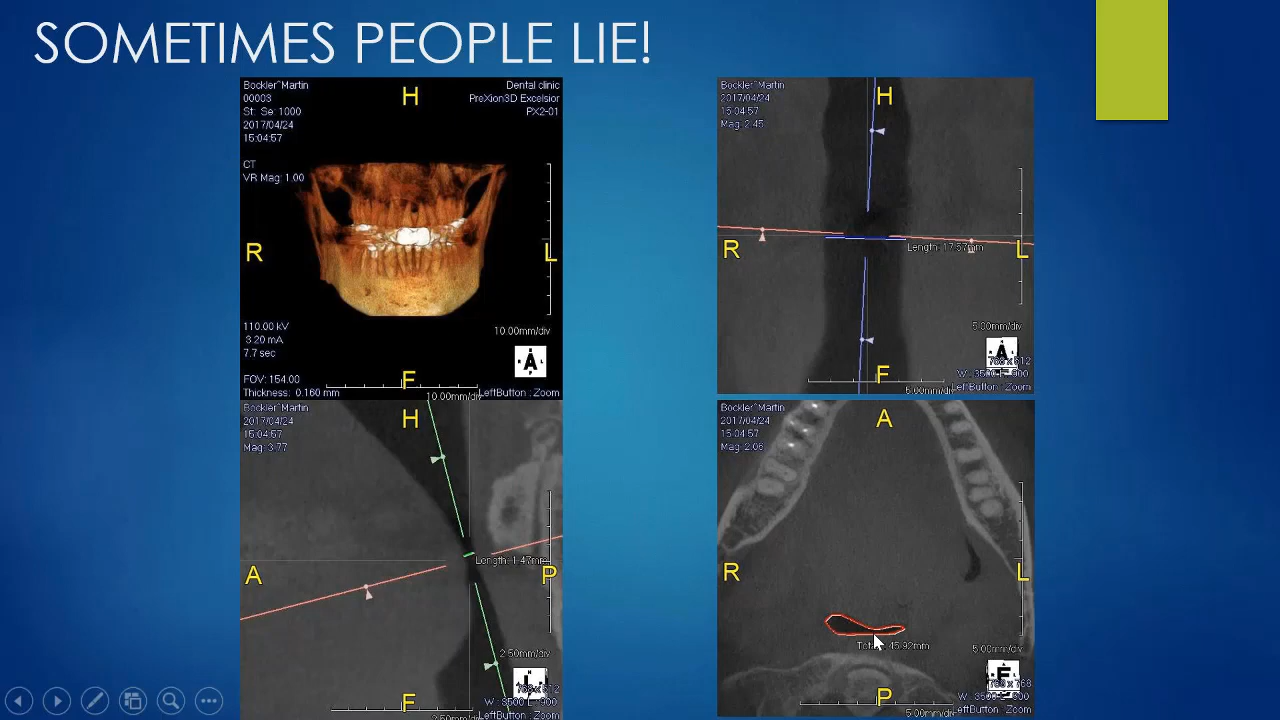 SOMETIMES PEOPLE LIE!
Bockler^Martin
00003
St: Se: 1000
2017/04/24
15:04:57
CT
VR Mag: 1.00
H
Dental clinic
PreXion3D Excelsior
PX2-01
R
L
110.00 kV
3.20 mA
7.7 sec
FOV: 154.00
Thickness: 0.160 mm
10.00mm/div
A
F
10.00mm/div
LeftButton : Zoom
Bockler^Martin
2017/04/24
15:04:57
Mag: 2.45
H
R
Length: 17.57mm
L
5.00mm/div
A
F
5.00mm/div
LeftButton : Zoom
Bockler^Martin
2017/04/24
15:04:57
Mag: 3.77
H
Length: 1.47mm
A
P
2.50mm/div
L
F
2.50mm/div
LeftButton : Zoom
Bockler^Martin
2017/04/24
15:04:57
Mag: 2.06
A
R
L
45.92mm
5.00mm/div
F
P
5.00mm/div
LeftButton : Zoom